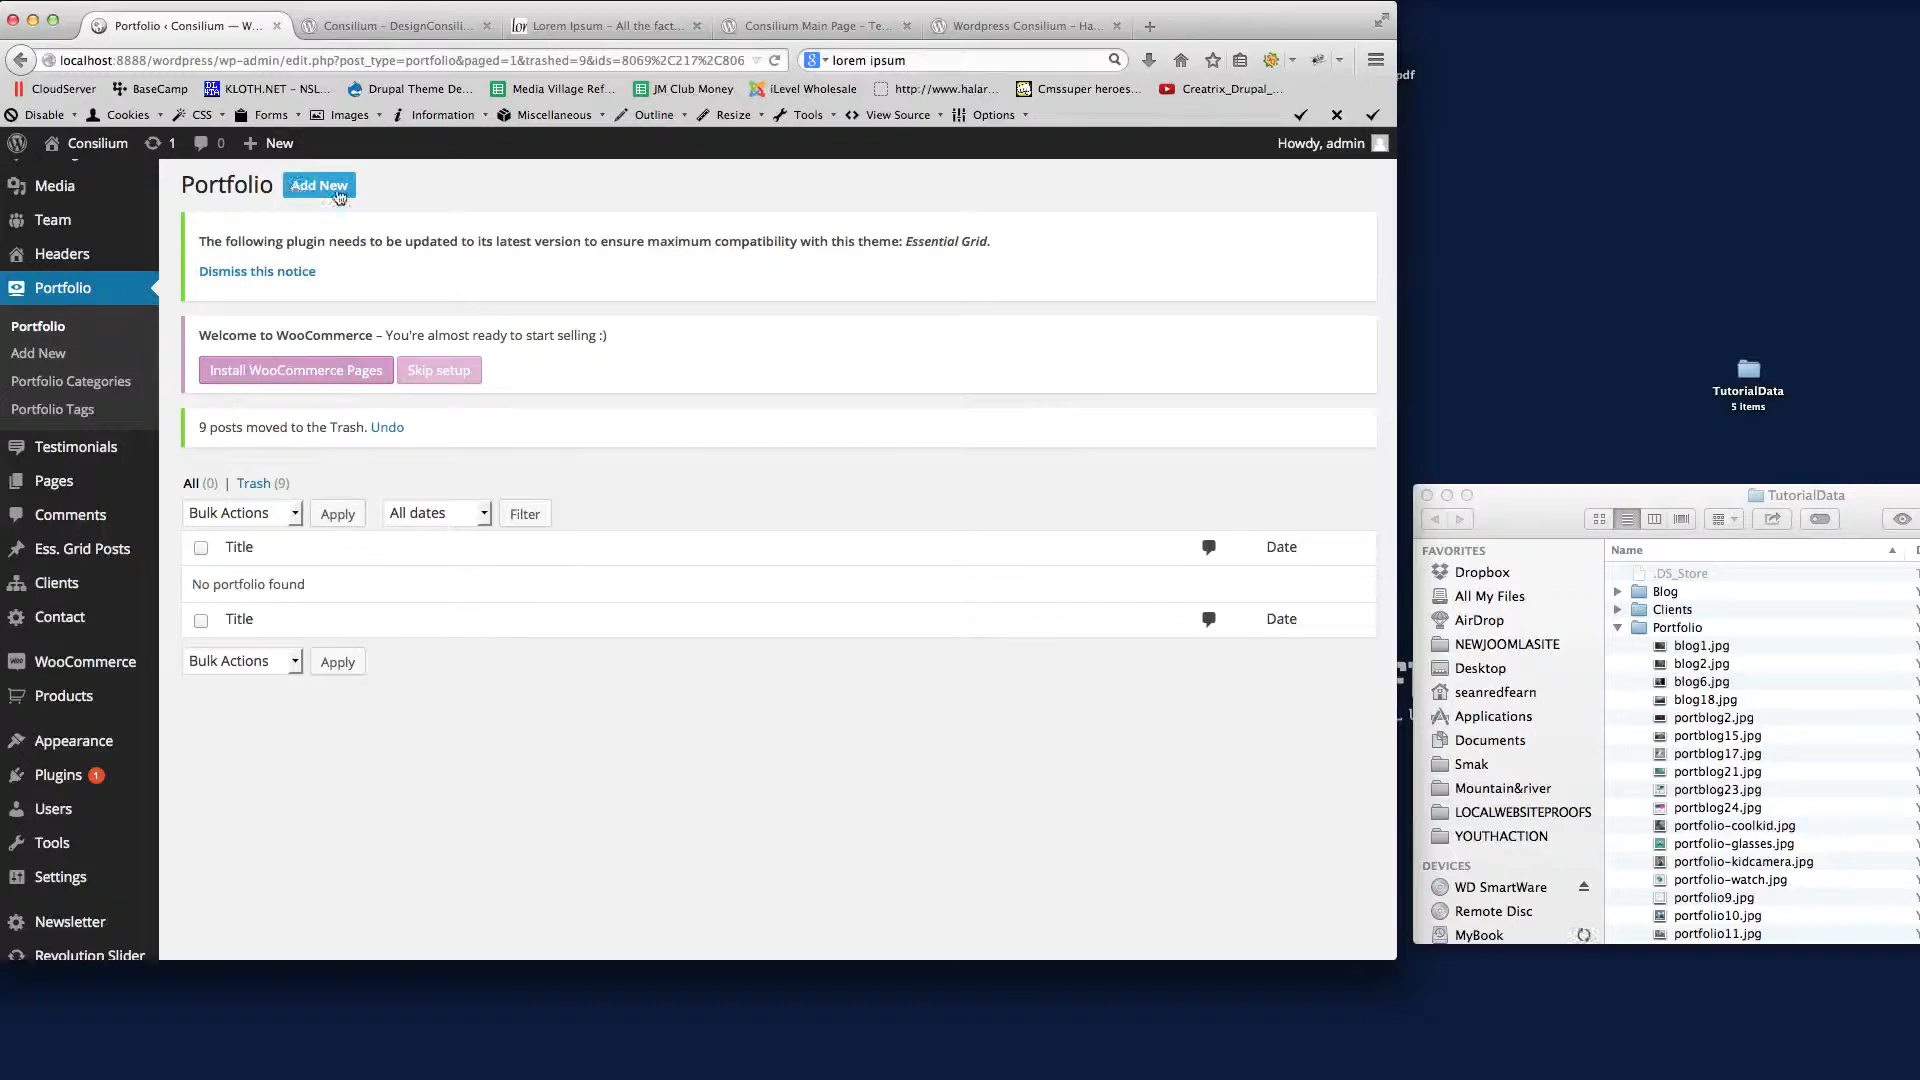 Portfolio ‹ Consilium — W...
Consilium – DesignConsili...
Lorem Ipsum – All the fact...
Consilium Main Page – Te...
Wordpress Consilium – Ha...
localhost:8888/wordpress/wp-admin/edit.php?post_type=portfolio&paged=1&trashed=9&ids=8069%2C217%2C806
lorem ipsum
CloudServer
BaseCamp
KLOTH.NET – NSL...
Drupal Theme De...
Media Village Ref...
JM Club Money
iLevel Wholesale
http://www.halar...
Cmssuper heroes...
Creatrix_Drupal_...
Disable
Cookies
CSS
Forms
Images
Information
Miscellaneous
Outline
Resize
Tools
View Source
Options
Consilium
1
0
New
Howdy, admin
Media
Team
Headers
Portfolio
Portfolio
Add New
Portfolio Categories
Portfolio Tags
Testimonials
Pages
Comments
Ess. Grid Posts
Clients
Contact
WooCommerce
Products
Appearance
Plugins 1
Users
Tools
Settings
Newsletter
Revolution Slider
Portfolio
Add New
The following plugin needs to be updated to its latest version to ensure maximum compatibility with this theme: Essential Grid.
Dismiss this notice
Welcome to WooCommerce – You're almost ready to start selling :)
Install WooCommerce Pages
Skip setup
9 posts moved to the Trash. Undo
All (0) | Trash (9)
Bulk Actions
Apply
All dates
Filter
Title
Date
No portfolio found
Title
Date
Bulk Actions
Apply
pdf
TutorialData
5 items
TutorialData
FAVORITES
Dropbox
All My Files
AirDrop
NEWJOOMLASITE
Desktop
seanredfearn
Applications
Documents
Smak
Mountain&river
LOCALWEBSITEPROOFS
YOUTHACTION
DEVICES
WD SmartWare
Remote Disc
MyBook
Name
.DS_Store
Blog
Clients
Portfolio
blog1.jpg
blog2.jpg
blog6.jpg
blog18.jpg
portblog2.jpg
portblog15.jpg
portblog17.jpg
portblog21.jpg
portblog23.jpg
portblog24.jpg
portfolio-coolkid.jpg
portfolio-glasses.jpg
portfolio-kidcamera.jpg
portfolio-watch.jpg
portfolio9.jpg
portfolio10.jpg
portfolio11.jpg